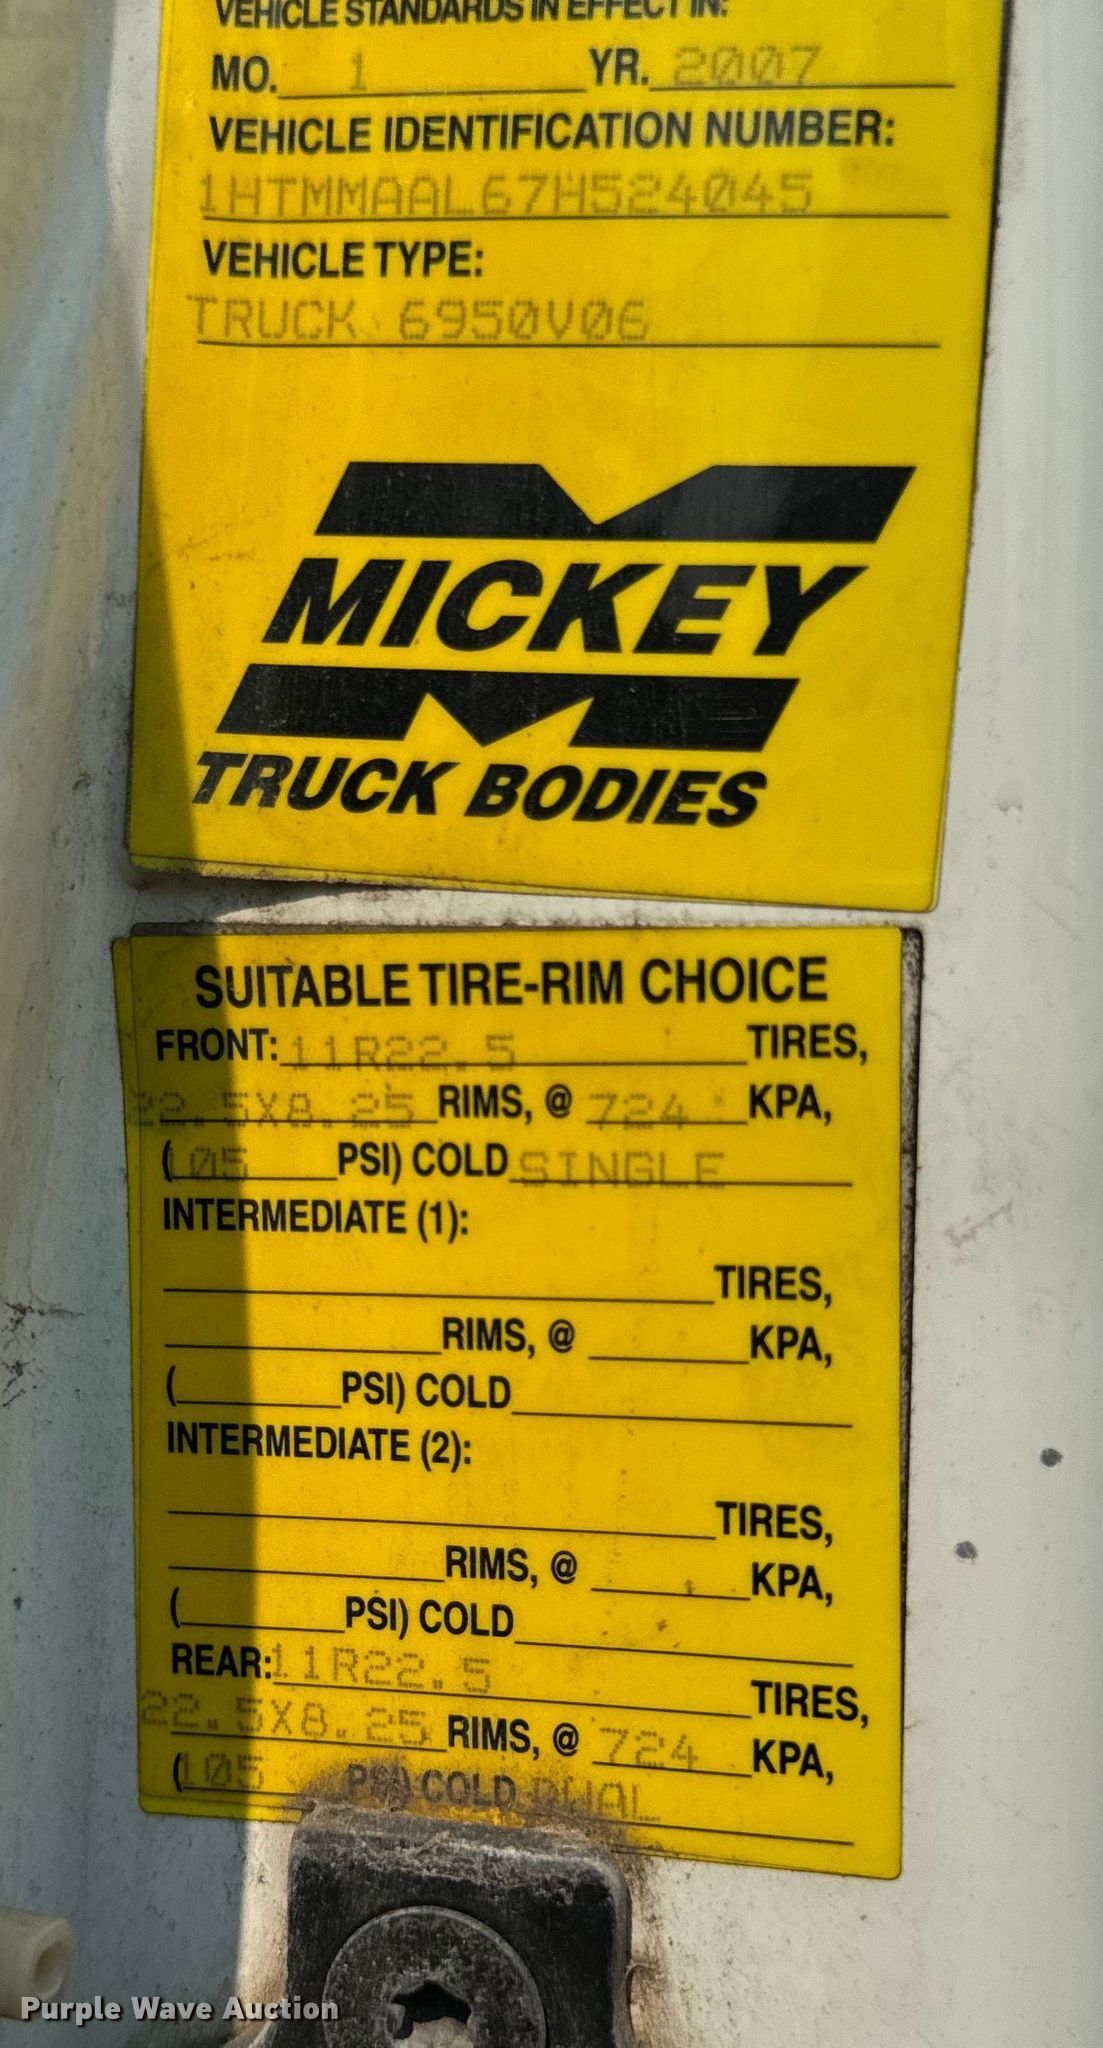 VEHICLE STANDARDS IN EFFECT IN:
MO. 1 YR. 2007
VEHICLE IDENTIFICATION NUMBER:
1HTMMAAL67H524045
VEHICLE TYPE:
TRUCK 6950V06
MICKEY
TRUCK BODIES
SUITABLE TIRE-RIM CHOICE
FRONT: 11R22.5 TIRES,
22.5X8.25 RIMS, @ 724 KPA,
(105 PSI) COLD SINGLE
INTERMEDIATE (1):
TIRES,
RIMS, @ KPA,
( PSI) COLD
INTERMEDIATE (2):
TIRES,
RIMS, @ KPA,
( PSI) COLD
REAR: 11R22.5 TIRES,
22.5X8.25 RIMS, @ 724 KPA,
(105 PSI) COLD DUAL
Purple Wave Auction